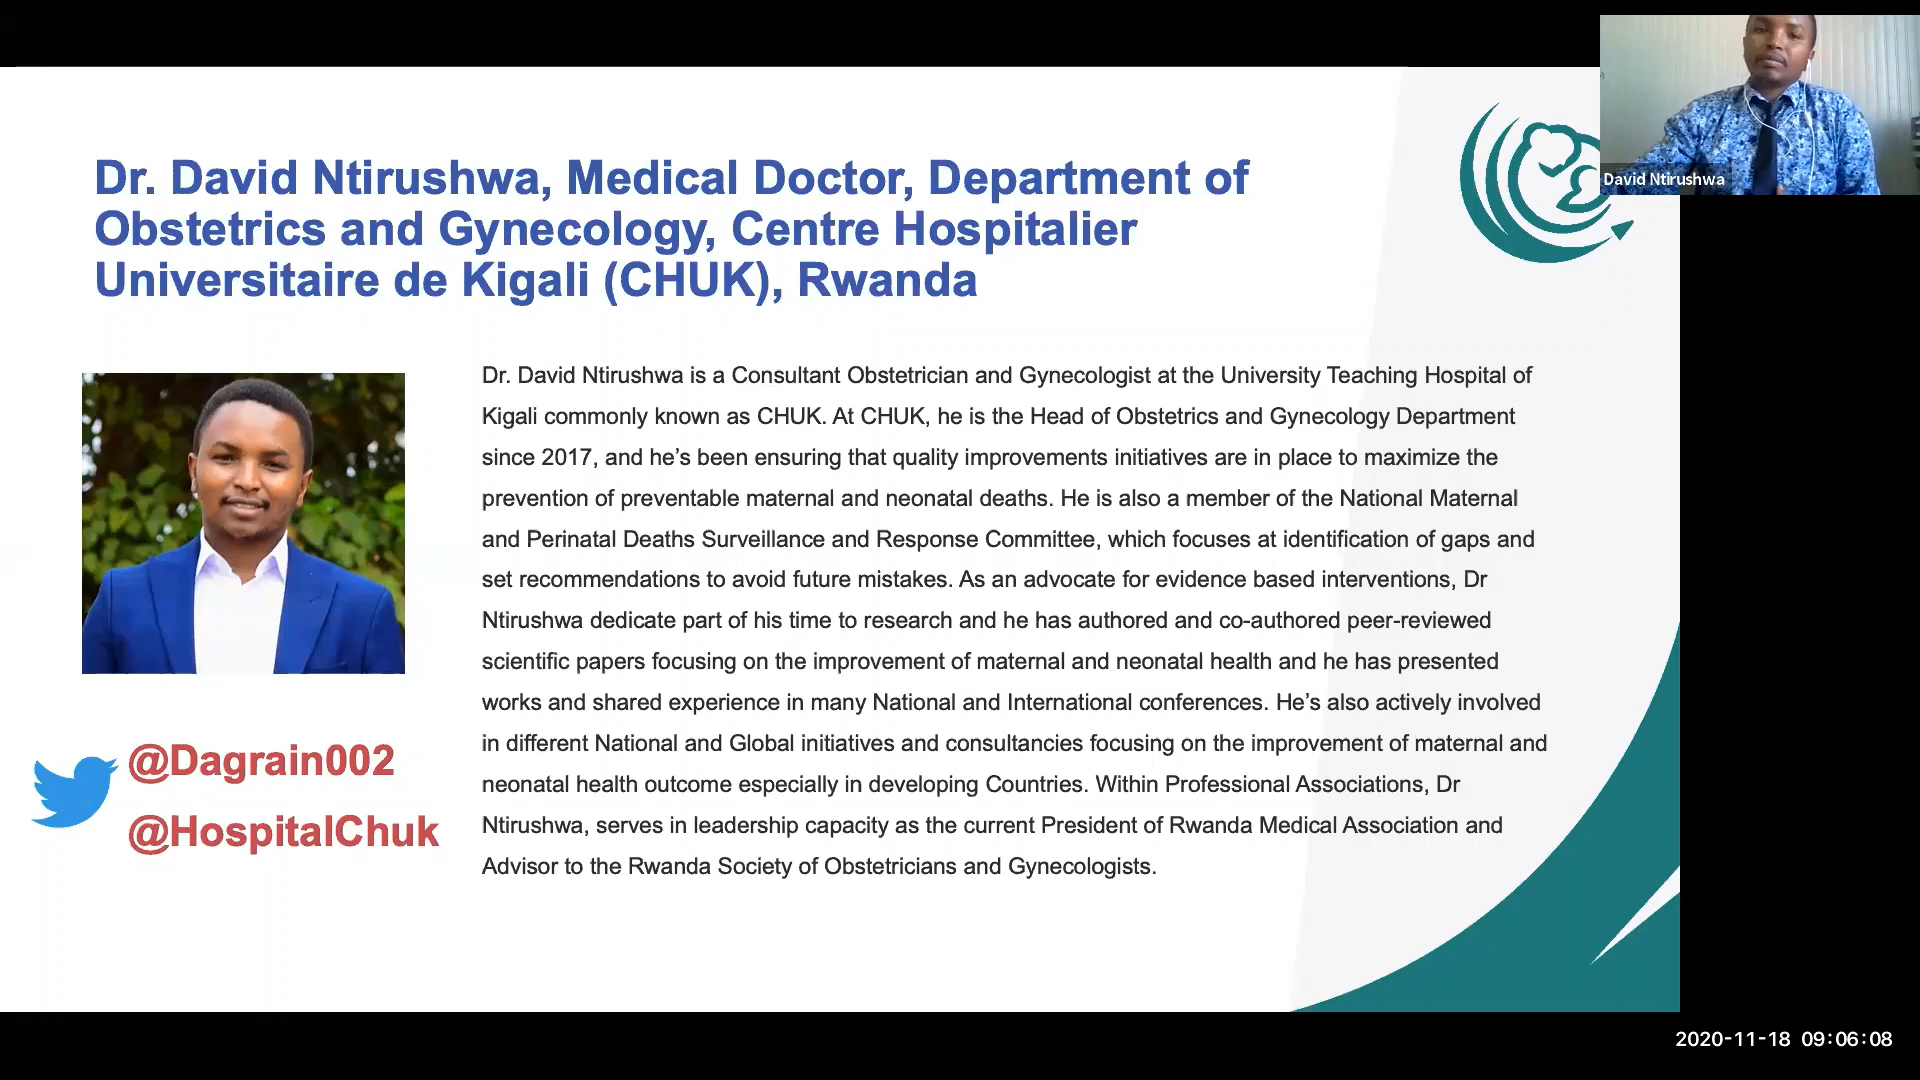 David Ntirushwa
Dr. David Ntirushwa, Medical Doctor, Department of
Obstetrics and Gynecology, Centre Hospitalier
Universitaire de Kigali (CHUK), Rwanda
Dr. David Ntirushwa is a Consultant Obstetrician and Gynecologist at the University Teaching Hospital of
Kigali commonly known as CHUK. At CHUK, he is the Head of Obstetrics and Gynecology Department
since 2017, and he’s been ensuring that quality improvements initiatives are in place to maximize the
prevention of preventable maternal and neonatal deaths. He is also a member of the National Maternal
and Perinatal Deaths Surveillance and Response Committee, which focuses at identification of gaps and
set recommendations to avoid future mistakes. As an advocate for evidence based interventions, Dr
Ntirushwa dedicate part of his time to research and he has authored and co-authored peer-reviewed
scientific papers focusing on the improvement of maternal and neonatal health and he has presented
works and shared experience in many National and International conferences. He’s also actively involved
in different National and Global initiatives and consultancies focusing on the improvement of maternal and
neonatal health outcome especially in developing Countries. Within Professional Associations, Dr
Ntirushwa, serves in leadership capacity as the current President of Rwanda Medical Association and
Advisor to the Rwanda Society of Obstetricians and Gynecologists.
@Dagrain002
@HospitalChuk
2020-11-18 09:06:08